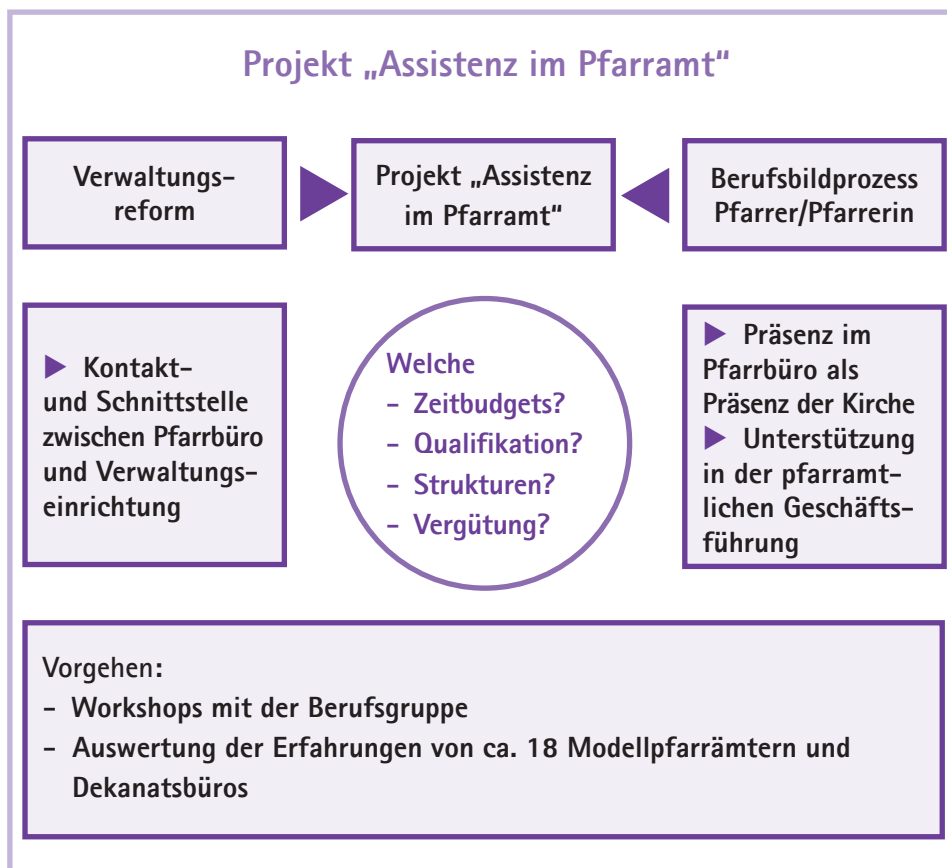 Projekt „Assistenz im Pfarramt“
Verwaltungs-
reform
Projekt „Assistenz
im Pfarramt“
Berufsbildprozess
Pfarrer/Pfarrerin
▶ Kontakt-
und Schnittstelle
zwischen Pfarrbüro
und Verwaltungs-
einrichtung
Welche
– Zeitbudgets?
– Qualifikation?
– Strukturen?
– Vergütung?
▶ Präsenz im
Pfarrbüro als
Präsenz der Kirche
▶ Unterstützung
in der pfarramt-
lichen Geschäfts-
führung
Vorgehen:
– Workshops mit der Berufsgruppe
– Auswertung der Erfahrungen von ca. 18 Modellpfarrämtern und
Dekanatsbüros